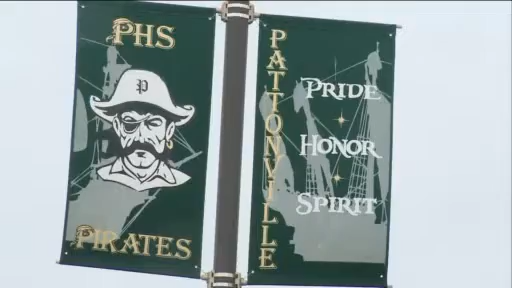 PHS
P
PIRATES
PATTONVILLE
PRIDE
HONOR
SPIRIT